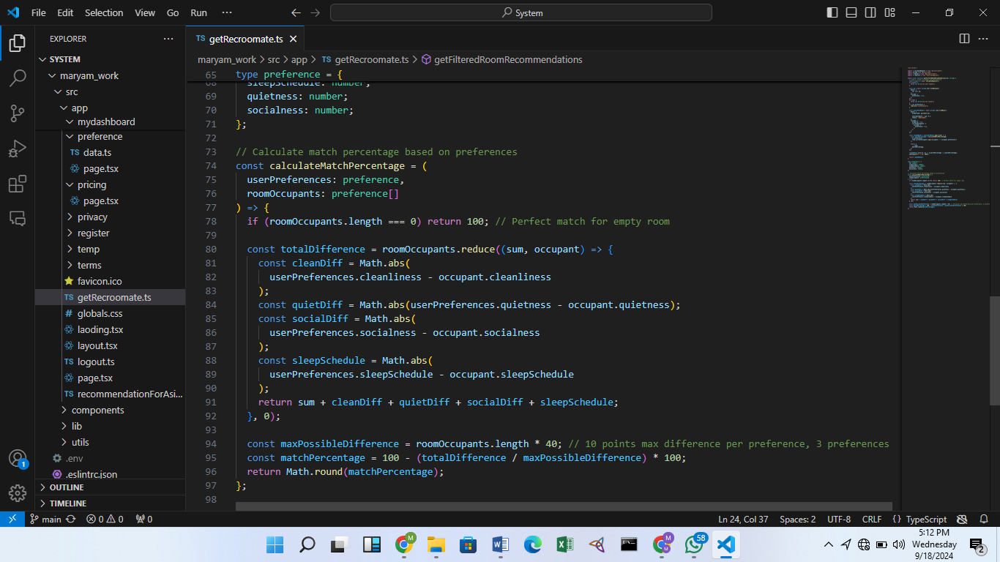 File Edit Selection View Go Run ··· System
EXPLORER ···
SYSTEM
maryam_work
src
app
mydashboard
preference
TS data.ts
page.tsx
pricing
page.tsx
privacy
register
temp
terms
favicon.ico
TS getRecroomate.ts
# globals.css
laoding.tsx
layout.tsx
TS logout.ts
page.tsx
TS recommendationForAsi...
components
lib
utils
.env
.eslintrc.json
OUTLINE
TIMELINE
1
TS getRecroomate.ts
maryam_work > src > app > TS getRecroomate.ts > getFilteredRoomRecommendations
65 type preference = {
68 sleepSchedule: number;
69 quietness: number;
70 socialness: number;
71 };
72
73 // Calculate match percentage based on preferences
74 const calculateMatchPercentage = (
75 userPreferences: preference,
76 roomOccupants: preference[]
77 ) => {
78 if (roomOccupants.length === 0) return 100; // Perfect match for empty room
79
80 const totalDifference = roomOccupants.reduce((sum, occupant) => {
81 const cleanDiff = Math.abs(
82 userPreferences.cleanliness - occupant.cleanliness
83 );
84 const quietDiff = Math.abs(userPreferences.quietness - occupant.quietness);
85 const socialDiff = Math.abs(
86 userPreferences.socialness - occupant.socialness
87 );
88 const sleepSchedule = Math.abs(
89 userPreferences.sleepSchedule - occupant.sleepSchedule
90 );
91 return sum + cleanDiff + quietDiff + socialDiff + sleepSchedule;
92 }, 0);
93
94 const maxPossibleDifference = roomOccupants.length * 40; // 10 points max difference per preference, 3 preferences
95 const matchPercentage = 100 - (totalDifference / maxPossibleDifference) * 100;
96 return Math.round(matchPercentage);
97 };
98
main 0 0 0 Ln 24, Col 37 Spaces: 2 UTF-8 CRLF {} TypeScript
M M 58
5:12 PM
Wednesday
9/18/2024
2